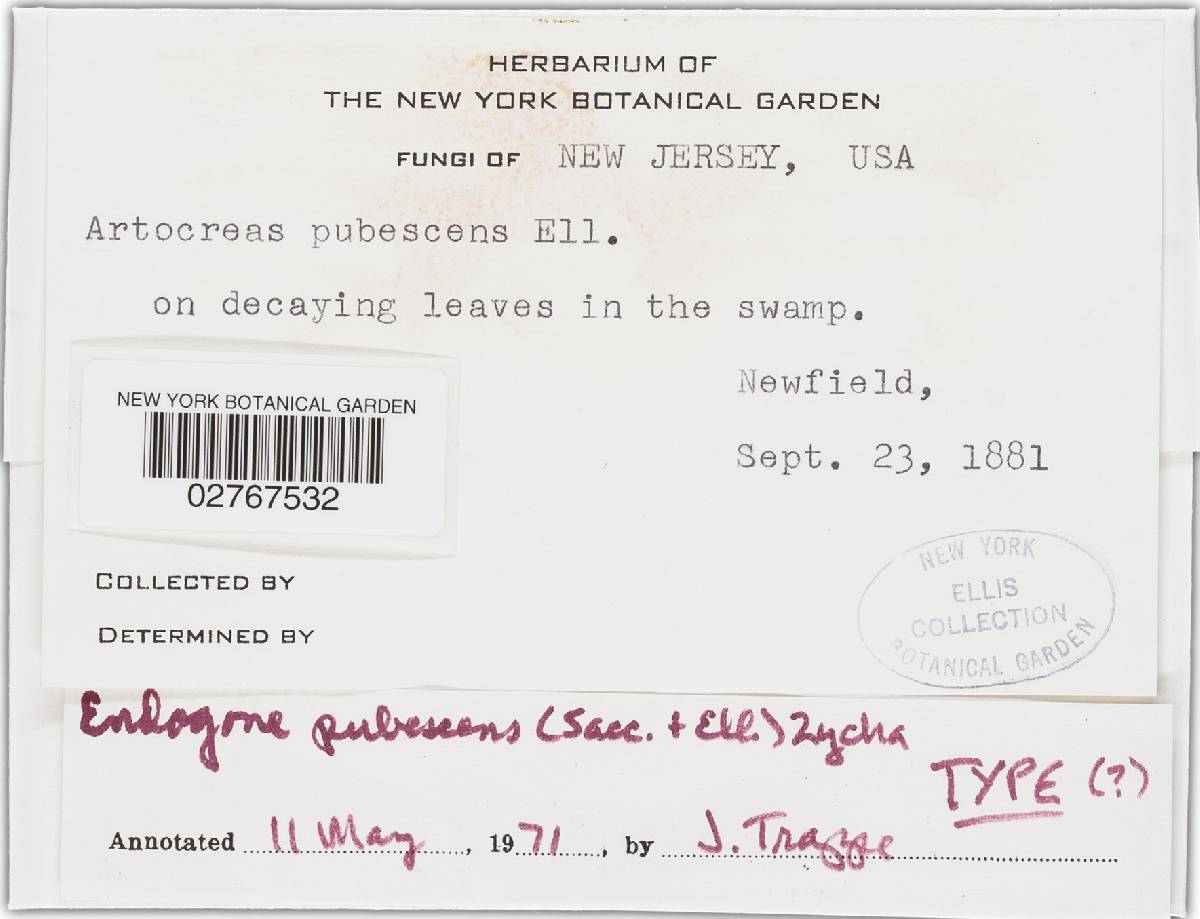 HERBARIUM OF
THE NEW YORK BOTANICAL GARDEN
FUNGI OF NEW JERSEY, USA
Artocreas pubescens Ell.
on decaying leaves in the swamp.
Newfield,
Sept. 23, 1881
NEW YORK BOTANICAL GARDEN
02767532
COLLECTED BY
DETERMINED BY
NEW YORK
ELLIS
COLLECTION
BOTANICAL GARDEN
Endogone pubescens (Sacc. + Ell.) Zycha
TYPE (?)
Annotated 11 May, 1971, by J. Trappe